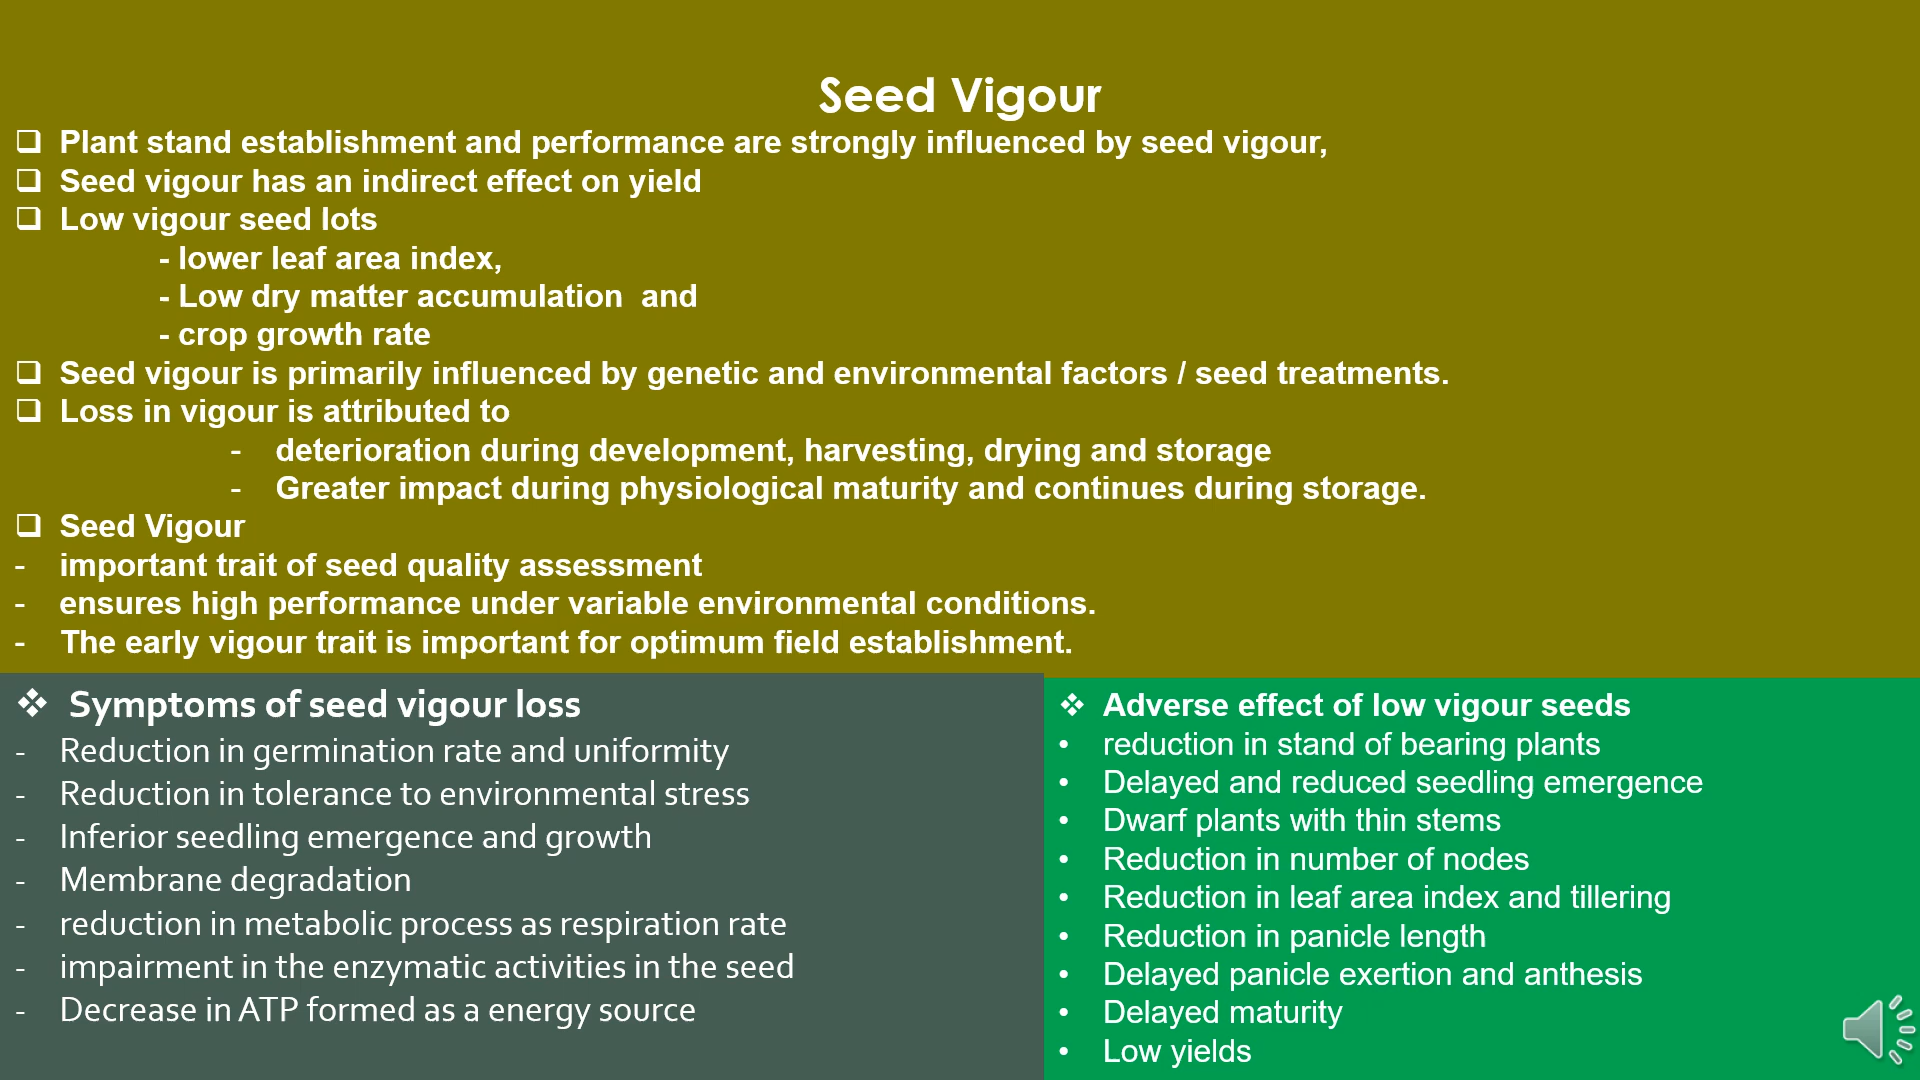 Seed Vigour
❑ Plant stand establishment and performance are strongly influenced by seed vigour,
❑ Seed vigour has an indirect effect on yield
❑ Low vigour seed lots
- lower leaf area index,
- Low dry matter accumulation  and
- crop growth rate
❑ Seed vigour is primarily influenced by genetic and environmental factors / seed treatments.
❑ Loss in vigour is attributed to
- deterioration during development, harvesting, drying and storage
- Greater impact during physiological maturity and continues during storage.
❑ Seed Vigour
- important trait of seed quality assessment
- ensures high performance under variable environmental conditions.
- The early vigour trait is important for optimum field establishment.
❖ Symptoms of seed vigour loss
- Reduction in germination rate and uniformity
- Reduction in tolerance to environmental stress
- Inferior seedling emergence and growth
- Membrane degradation
- reduction in metabolic process as respiration rate
- impairment in the enzymatic activities in the seed
- Decrease in ATP formed as a energy source
❖ Adverse effect of low vigour seeds
• reduction in stand of bearing plants
• Delayed and reduced seedling emergence
• Dwarf plants with thin stems
• Reduction in number of nodes
• Reduction in leaf area index and tillering
• Reduction in panicle length
• Delayed panicle exertion and anthesis
• Delayed maturity
• Low yields